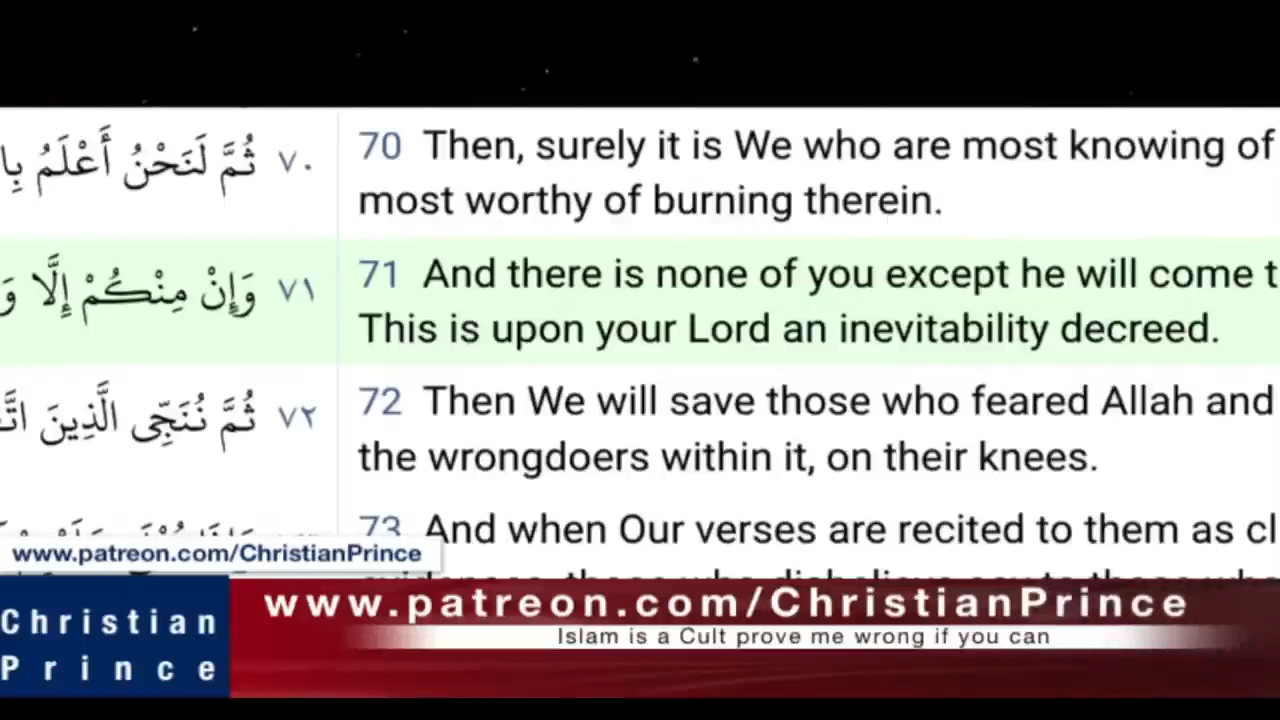 70 Then, surely it is We who are most knowing of
most worthy of burning therein.
ثُمَّ لَنَحْنُ أَعْلَمُ بِا ٧٠
71 And there is none of you except he will come t
This is upon your Lord an inevitability decreed.
وَإِنْ مِنْكُمْ إِلَّا وَ ٧١
72 Then We will save those who feared Allah and
the wrongdoers within it, on their knees.
ثُمَّ نُنَجِّى الَّذِينَ اتَّ ٧٢
73 And when Our verses are recited to them as cl
www.patreon.com/ChristianPrince
Christian
Prince
www.patreon.com/ChristianPrince
Islam is a Cult prove me wrong if you can